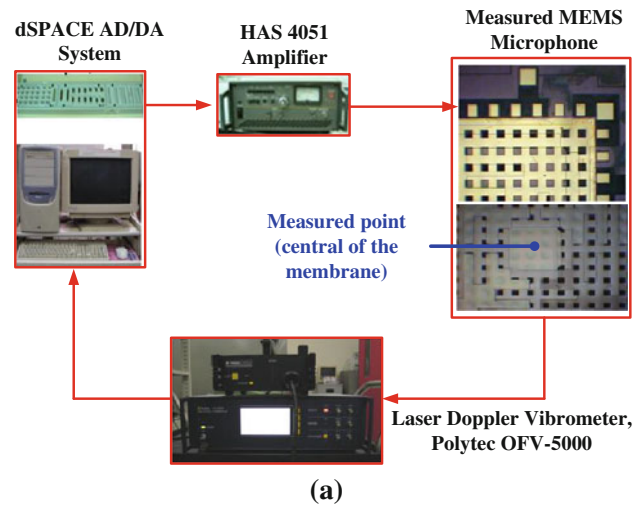 dSPACE AD/DA
System
HAS 4051
Amplifier
Measured MEMS
Microphone
Measured point
(central of the
membrane)
Laser Doppler Vibrometer,
Polytec OFV-5000
(a)